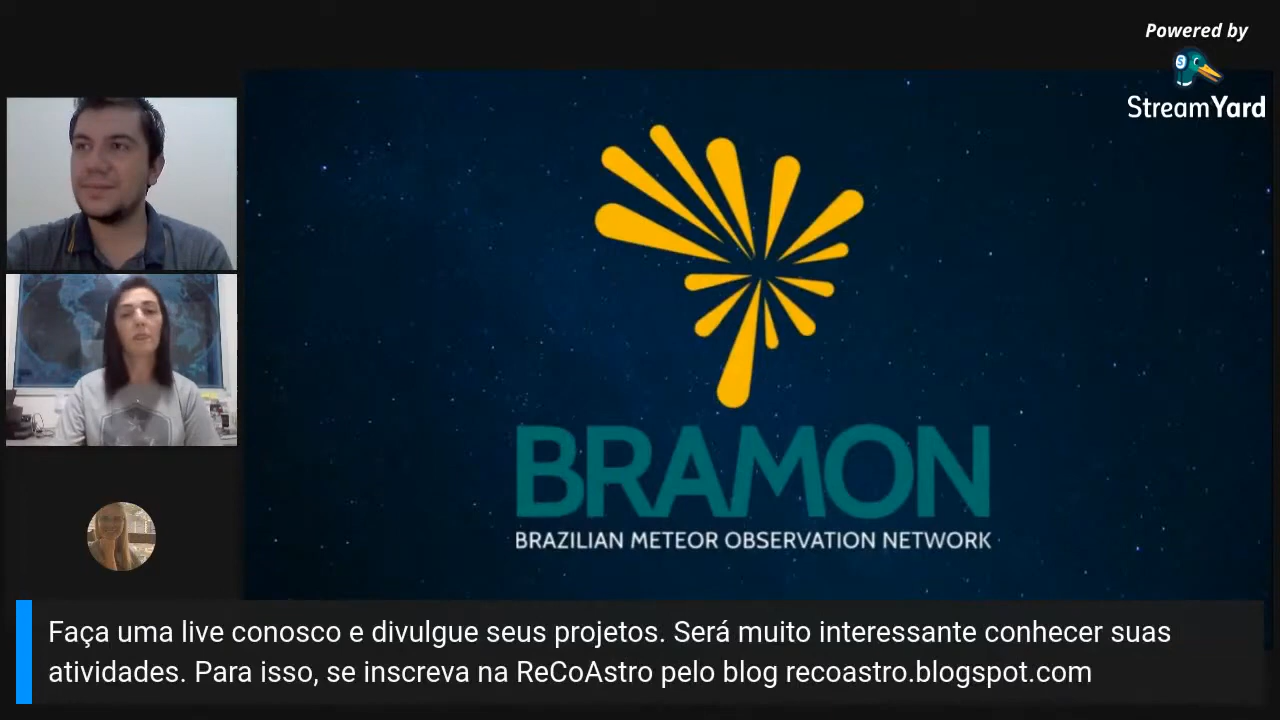 Powered by
StreamYard
BRAMON
BRAZILIAN METEOR OBSERVATION NETWORK
Faça uma live conosco e divulgue seus projetos. Será muito interessante conhecer suas
atividades. Para isso, se inscreva na ReCoAstro pelo blog recoastro.blogspot.com